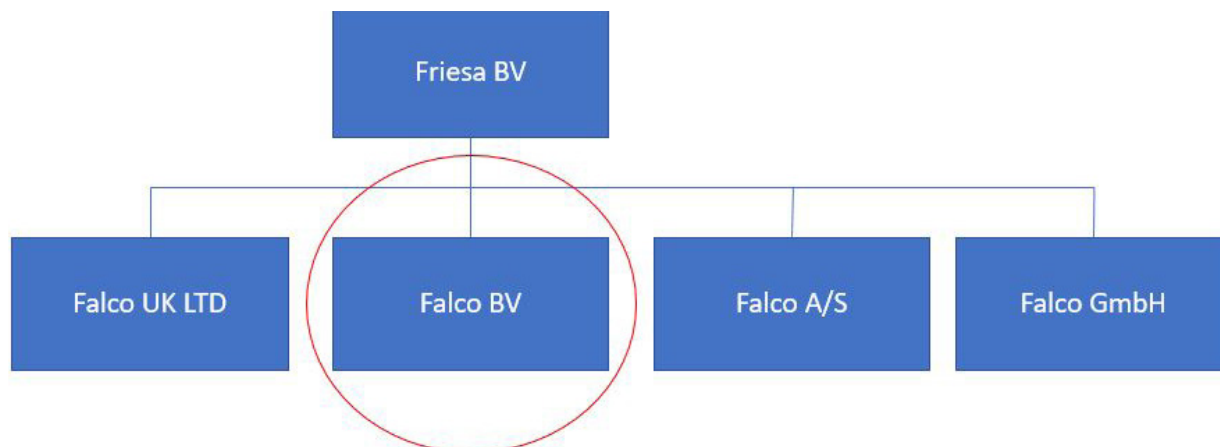 Friesa BV
Falco UK LTD
Falco BV
Falco A/S
Falco GmbH